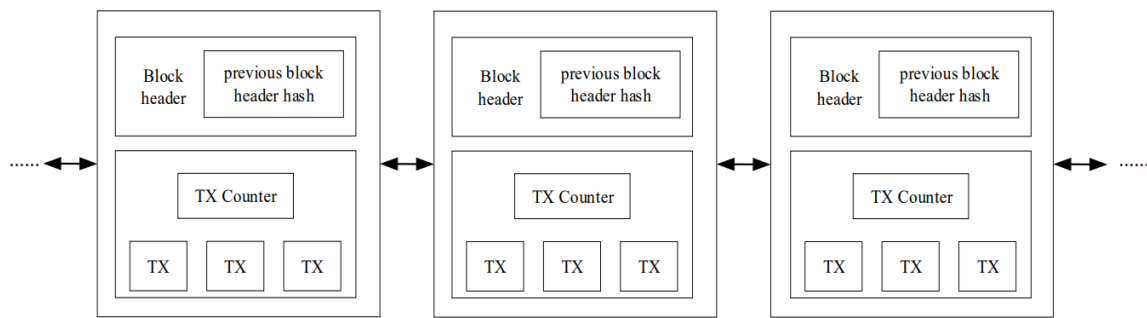 Block
header
previous block
header hash
Block
header
previous block
header hash
Block
header
previous block
header hash
......
......
TX Counter
TX Counter
TX Counter
TX TX TX
TX TX TX
TX TX TX